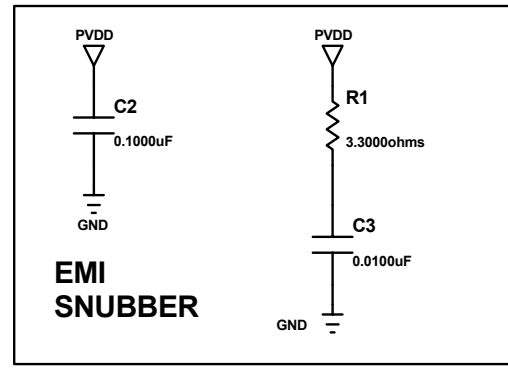 PVDD
C2
0.1000uF
GND
PVDD
R1
3.3000ohms
C3
0.0100uF
GND
EMI
SNUBBER